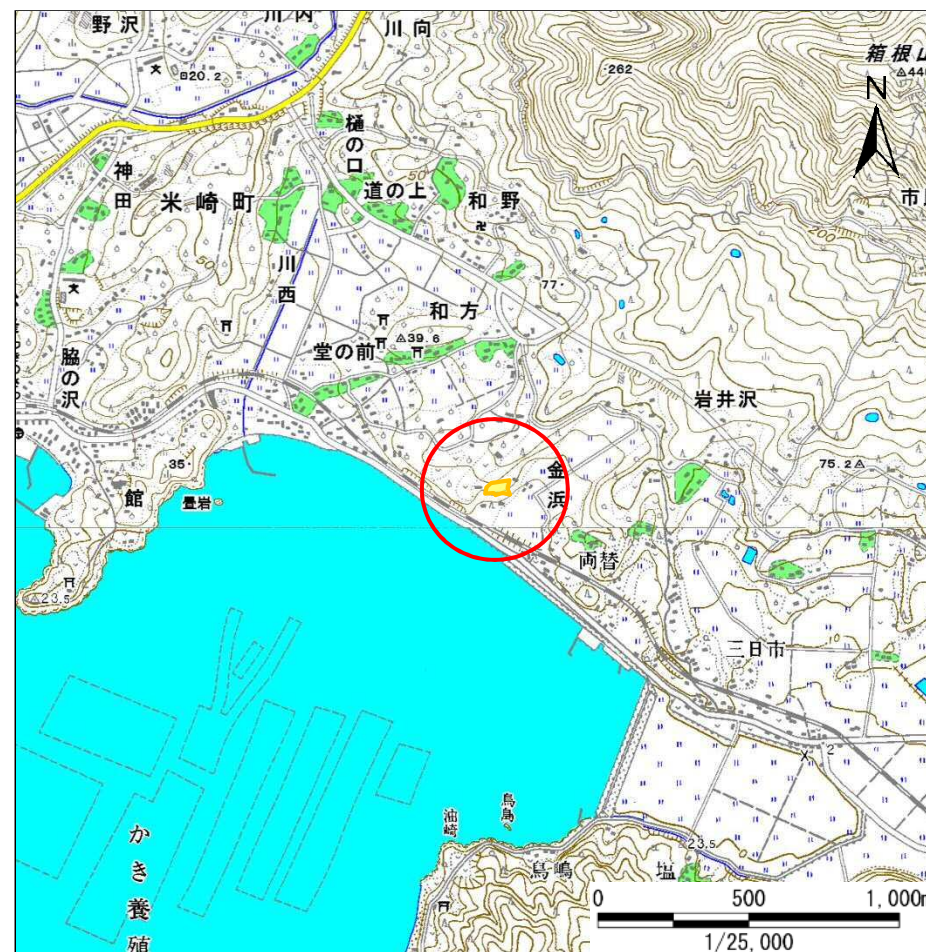 野沢
川内
川向
20.2
262
箱根山
N
樋の口
神田
米崎町
50
道の上
和野
50
200
川西
77
和方
堂の前
39.6
脇の沢
岩井沢
35
館
畳岩
金浜
75.2
両替
23.5
三日市
2
かき養殖
油崎
鳥島
鳥嶋
塩
23.5
0 500 1,000m
1/25,000